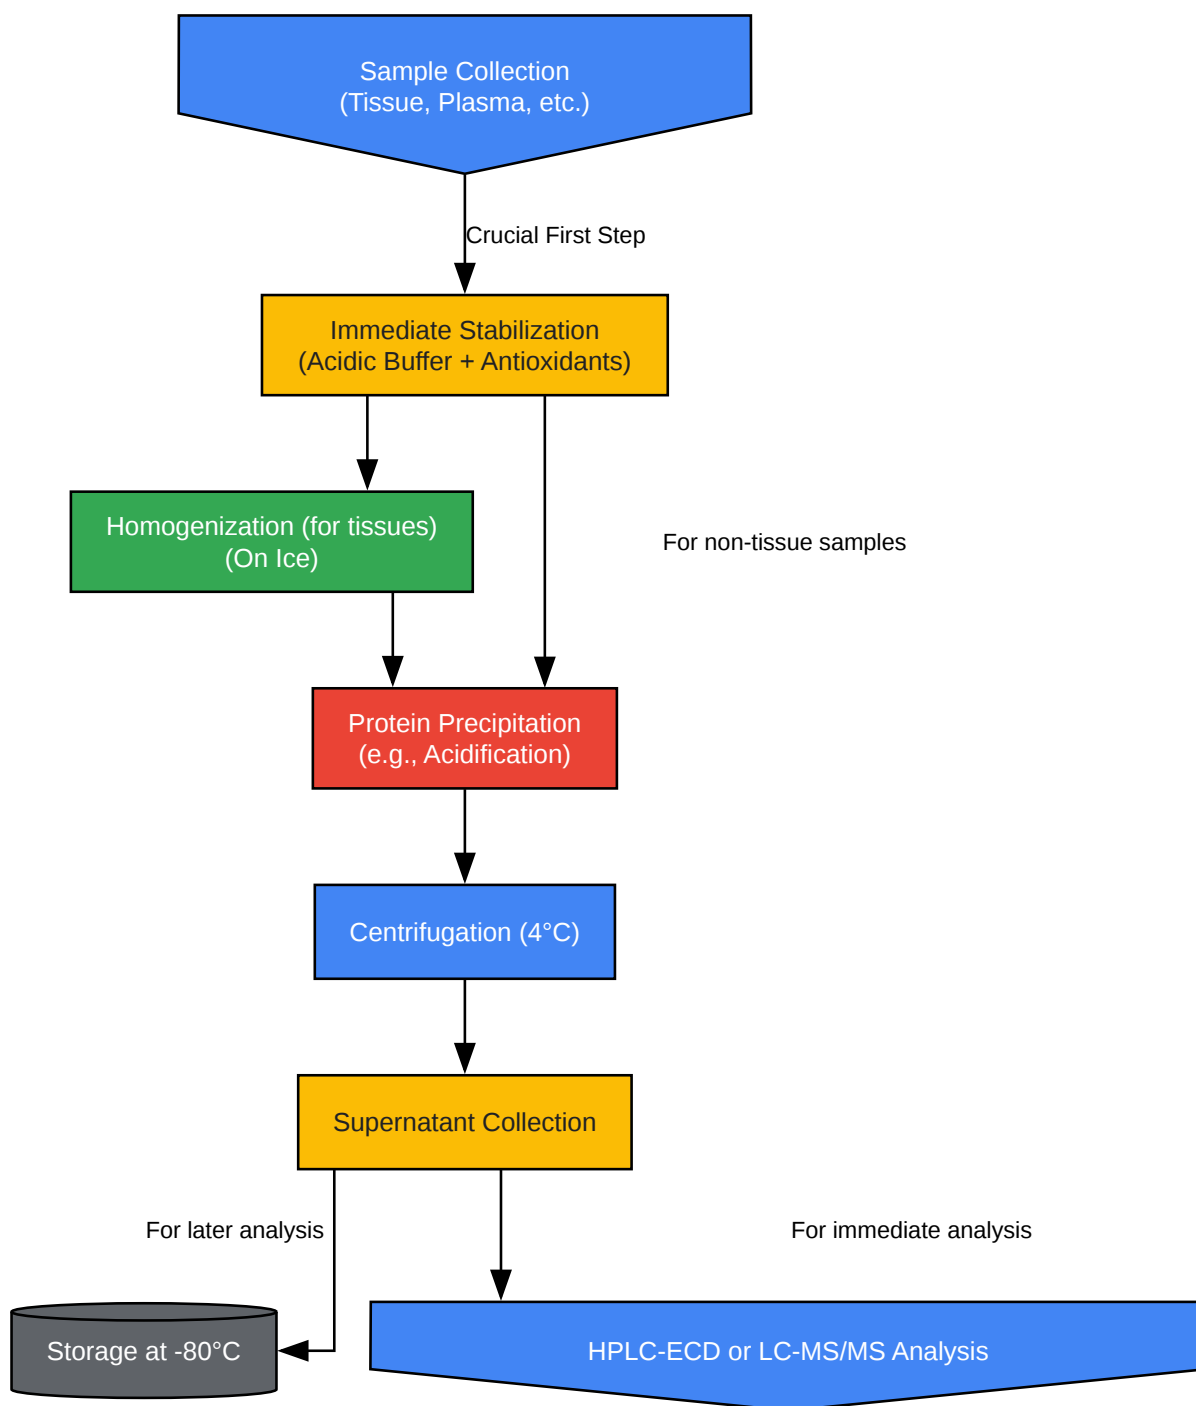 Sample Collection
(Tissue, Plasma, etc.)
Crucial First Step
Immediate Stabilization
(Acidic Buffer + Antioxidants)
Homogenization (for tissues)
(On Ice)
For non-tissue samples
Protein Precipitation
(e.g., Acidification)
Centrifugation (4°C)
Supernatant Collection
For later analysis
For immediate analysis
Storage at -80°C
HPLC-ECD or LC-MS/MS Analysis